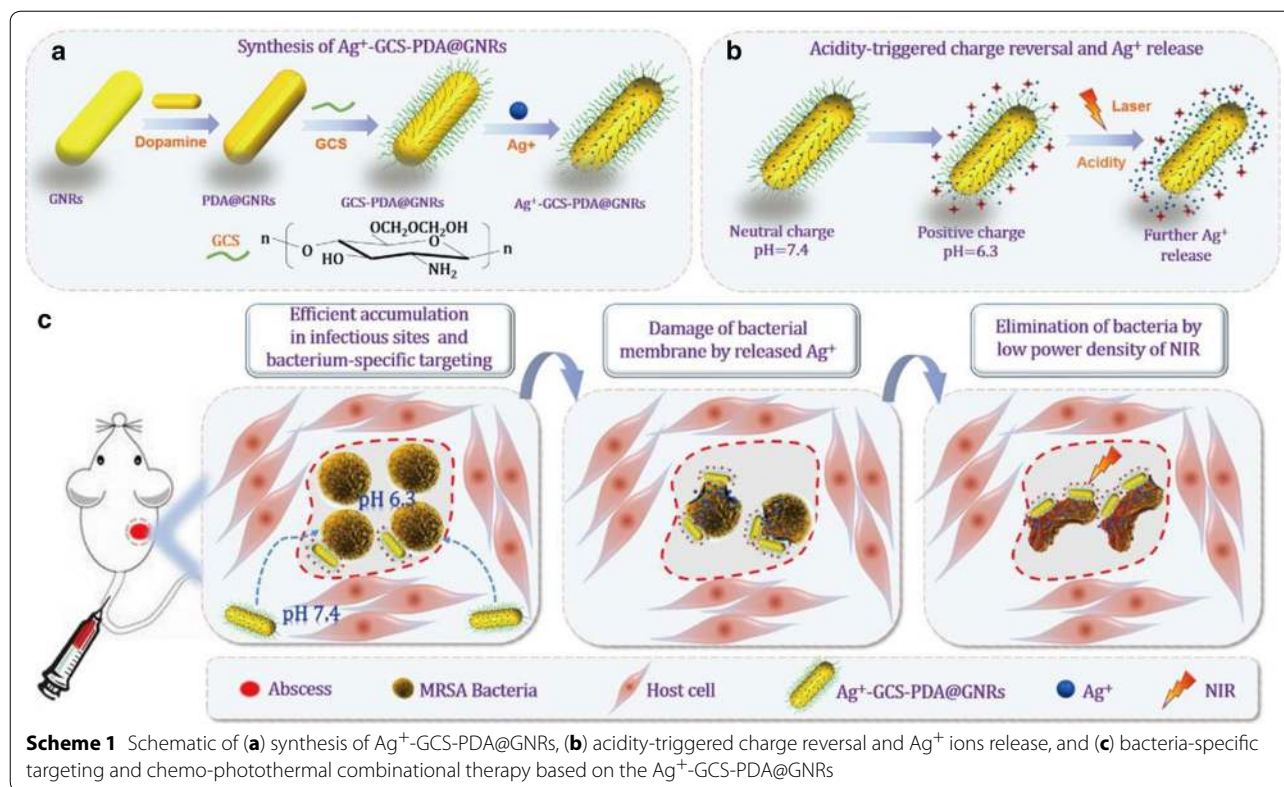 a
Synthesis of Ag⁺-GCS-PDA@GNRs
Dopamine
GCS
Ag+
GNRs
PDA@GNRs
GCS-PDA@GNRs
Ag⁺-GCS-PDA@GNRs
GCS
n
O
HO
OCH₂OCH₂OH
O
NH₂
n
b
Acidity-triggered charge reversal and Ag⁺ release
Laser
Acidity
Neutral charge
pH=7.4
Positive charge
pH=6.3
Further Ag⁺
release
c
Efficient accumulation
in infectious sites and
bacterium-specific targeting
Damage of bacterial
membrane by released Ag⁺
Elimination of bacteria by
low power density of NIR
pH 6.3
pH 7.4
Abscess
MRSA Bacteria
Host cell
Ag⁺-GCS-PDA@GNRs
Ag⁺
NIR
Scheme 1 Schematic of (a) synthesis of Ag⁺-GCS-PDA@GNRs, (b) acidity-triggered charge reversal and Ag⁺ ions release, and (c) bacteria-specific
targeting and chemo-photothermal combinational therapy based on the Ag⁺-GCS-PDA@GNRs